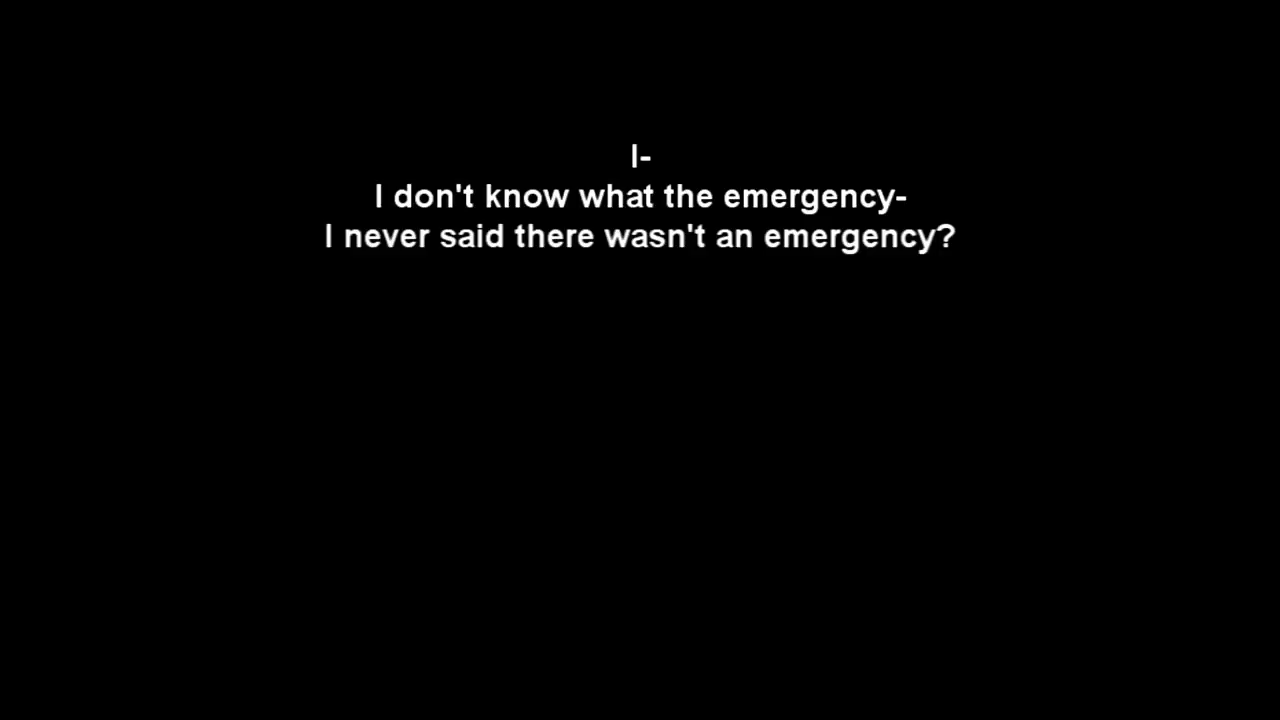 I-
I don't know what the emergency-
I never said there wasn't an emergency?